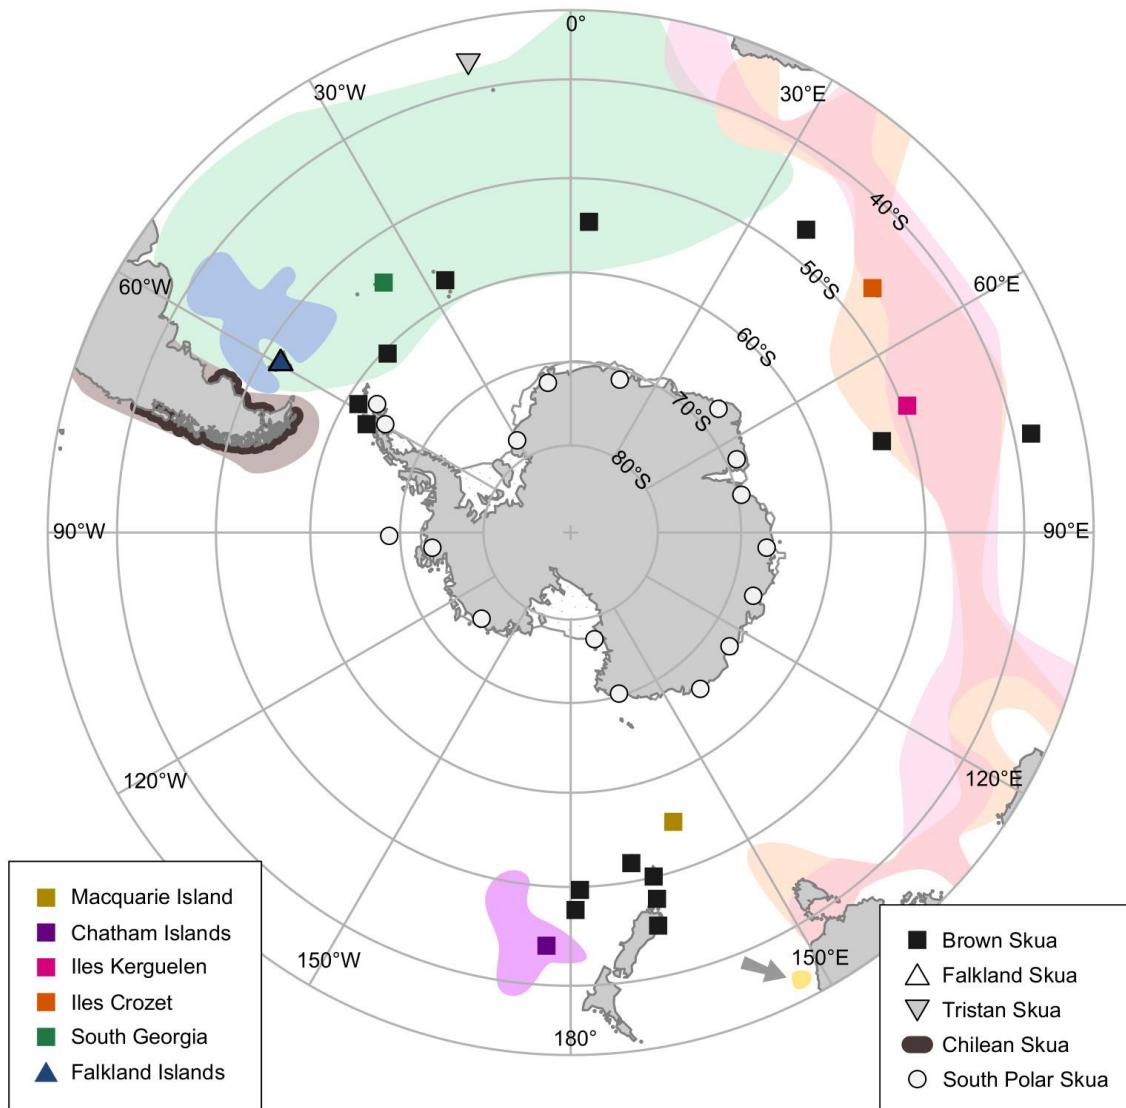 0°
30°W
30°E
40°S
60°W
50°S
60°E
60°S
70°S
80°S
90°W
90°E
120°W
120°E
150°W
150°E
180°
Macquarie Island
Chatham Islands
Iles Kerguelen
Iles Crozet
South Georgia
Falkland Islands
Brown Skua
Falkland Skua
Tristan Skua
Chilean Skua
South Polar Skua